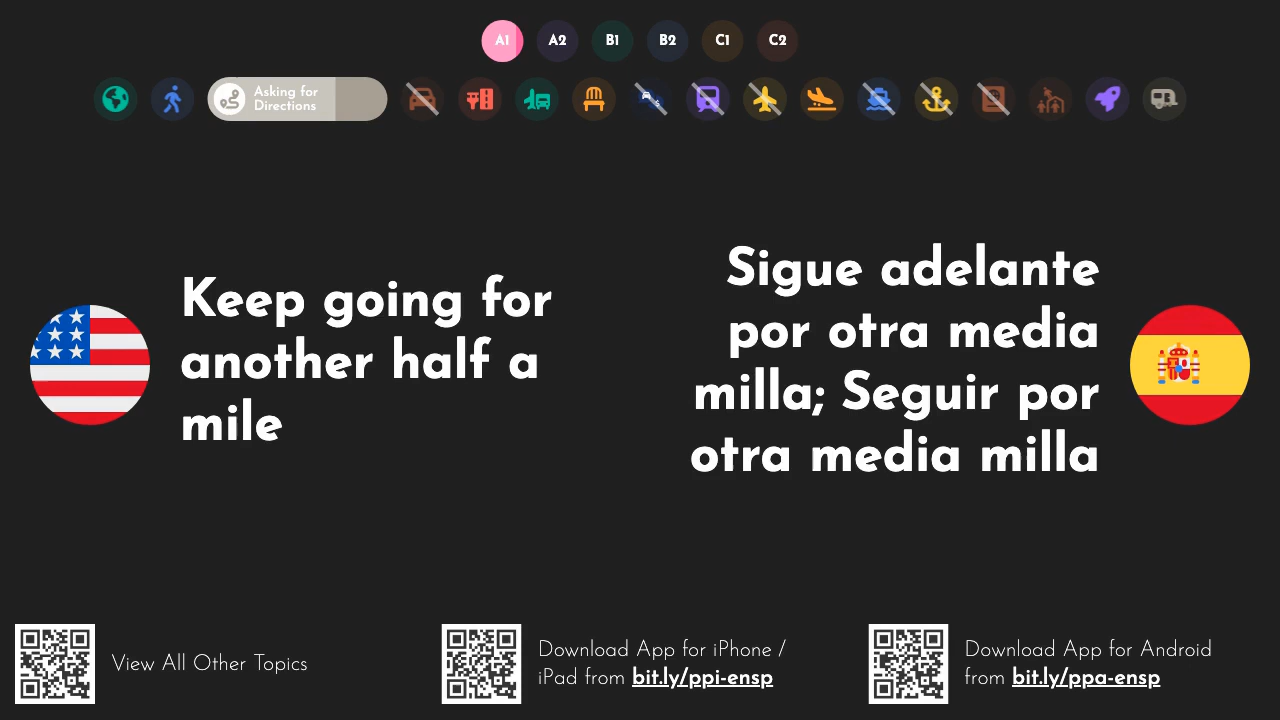 A1 A2 B1 B2 C1 C2
Asking for
Directions
Keep going for
another half a
mile
Sigue adelante
por otra media
milla; Seguir por
otra media milla
View All Other Topics
Download App for iPhone /
iPad from bit.ly/ppi-ensp
Download App for Android
from bit.ly/ppa-ensp